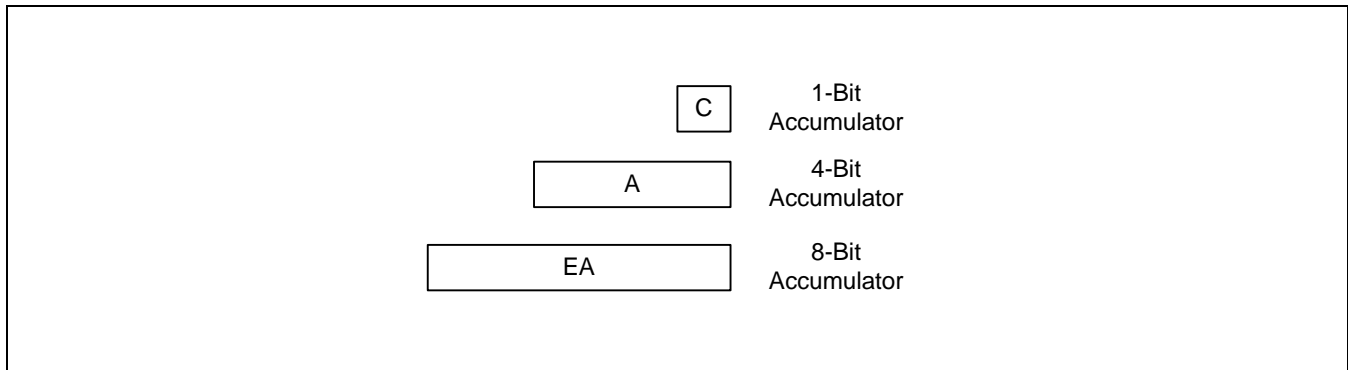 C
1-Bit
Accumulator
A
4-Bit
Accumulator
EA
8-Bit
Accumulator